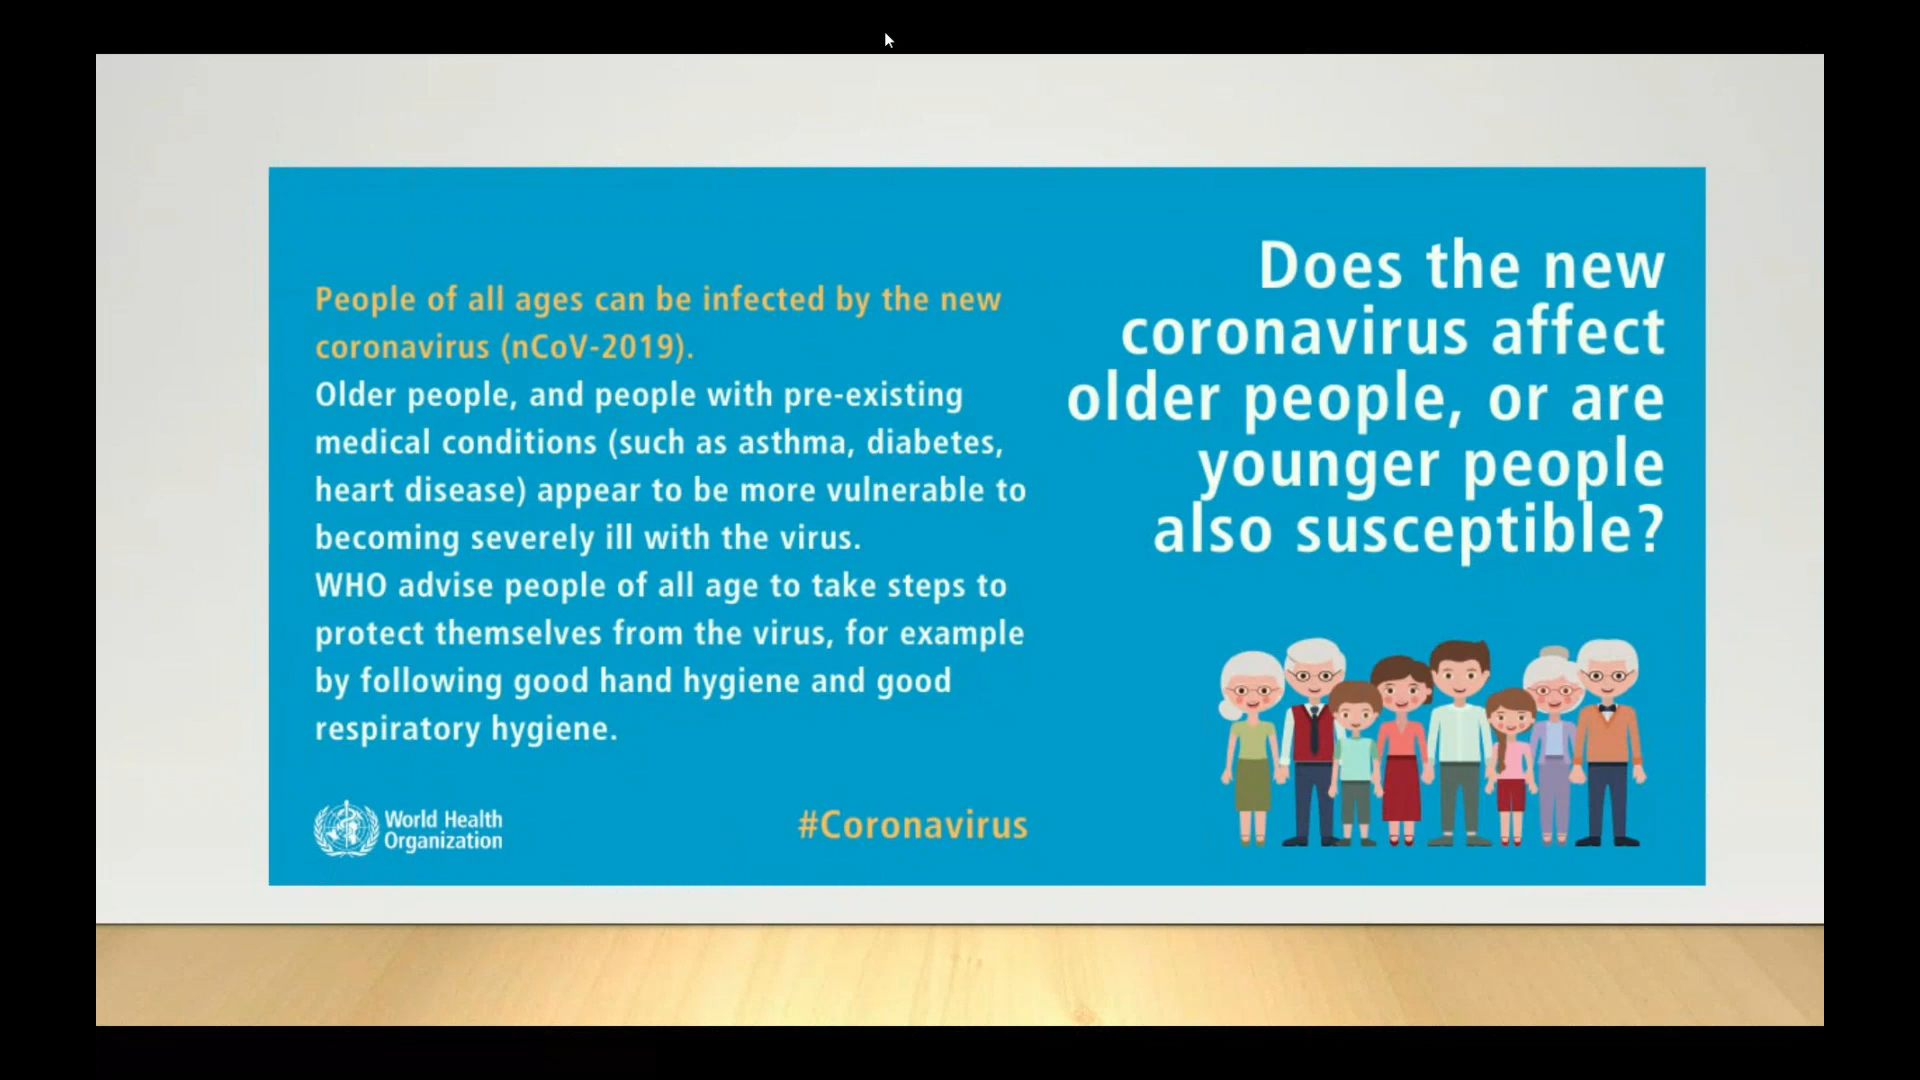 Does the new
coronavirus affect
older people, or are
younger people
also susceptible?
People of all ages can be infected by the new
coronavirus (nCoV-2019).
Older people, and people with pre-existing
medical conditions (such as asthma, diabetes,
heart disease) appear to be more vulnerable to
becoming severely ill with the virus.
WHO advise people of all age to take steps to
protect themselves from the virus, for example
by following good hand hygiene and good
respiratory hygiene.
World Health
Organization
#Coronavirus